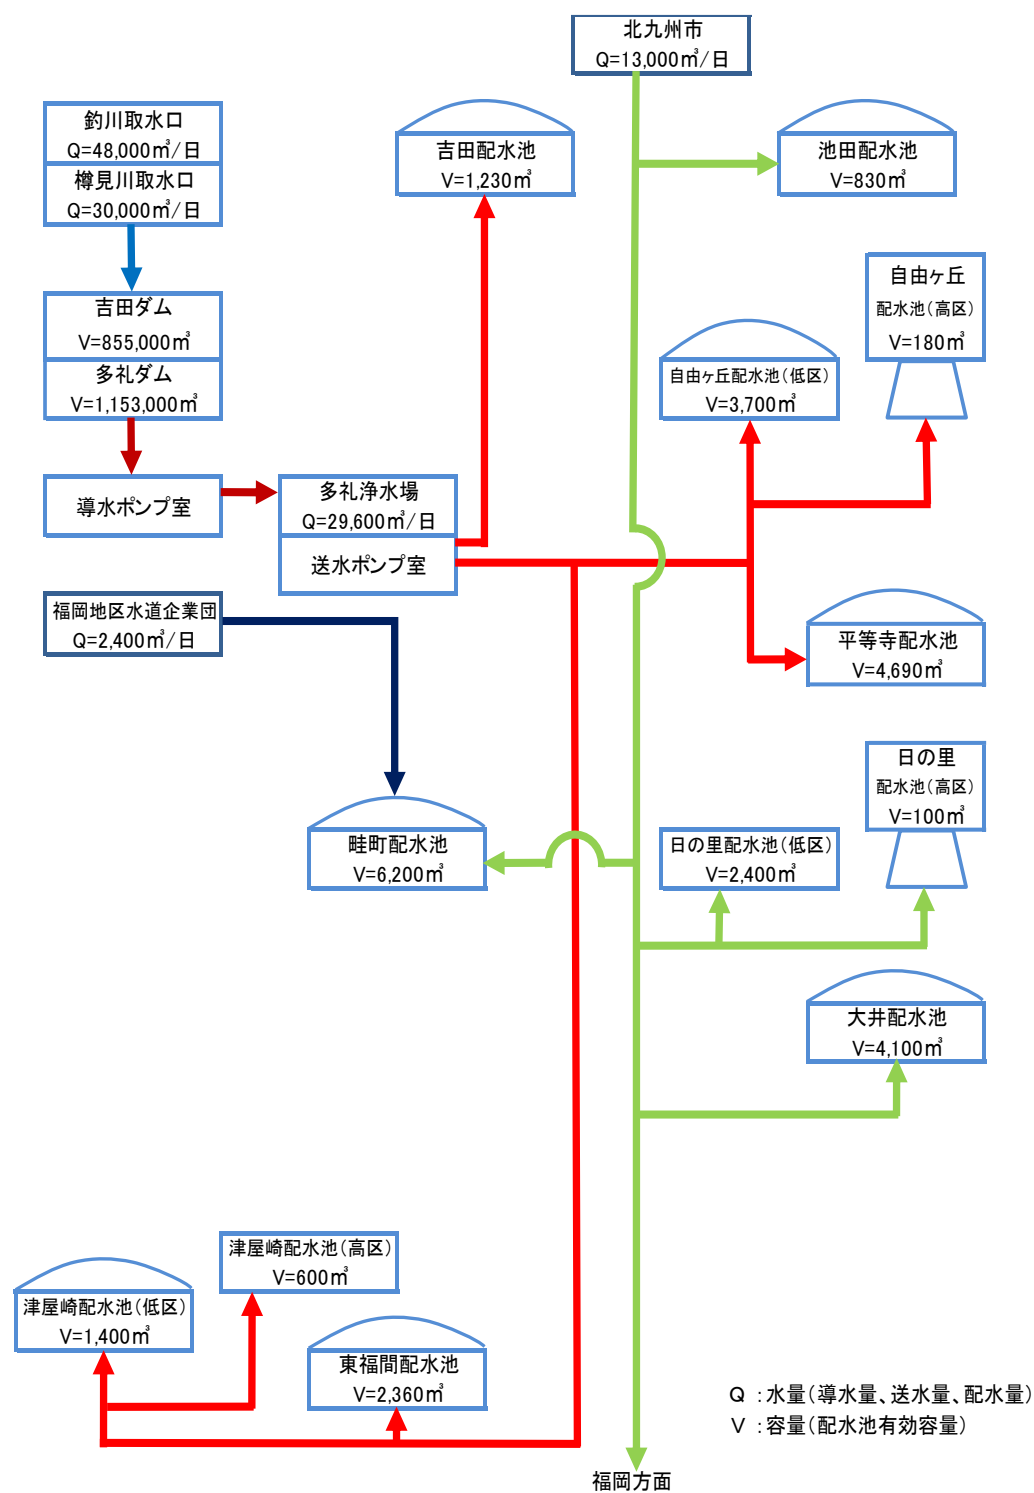 北九州市
Q=13,000㎥/日
釣川取水口
Q=48,000㎥/日
樽見川取水口
Q=30,000㎥/日
吉田配水池
V=1,230㎥
池田配水池
V=830㎥
吉田ダム
V=855,000㎥
多礼ダム
V=1,153,000㎥
自由ヶ丘
配水池(高区)
V=180㎥
自由ヶ丘配水池(低区)
V=3,700㎥
導水ポンプ室
多礼浄水場
Q=29,600㎥/日
送水ポンプ室
福岡地区水道企業団
Q=2,400㎥/日
平等寺配水池
V=4,690㎥
日の里
配水池(高区)
V=100㎥
畦町配水池
V=6,200㎥
日の里配水池(低区)
V=2,400㎥
大井配水池
V=4,100㎥
津屋崎配水池(高区)
V=600㎥
津屋崎配水池(低区)
V=1,400㎥
東福間配水池
V=2,360㎥
Q :水量(導水量、送水量、配水量)
V :容量(配水池有効容量)
福岡方面